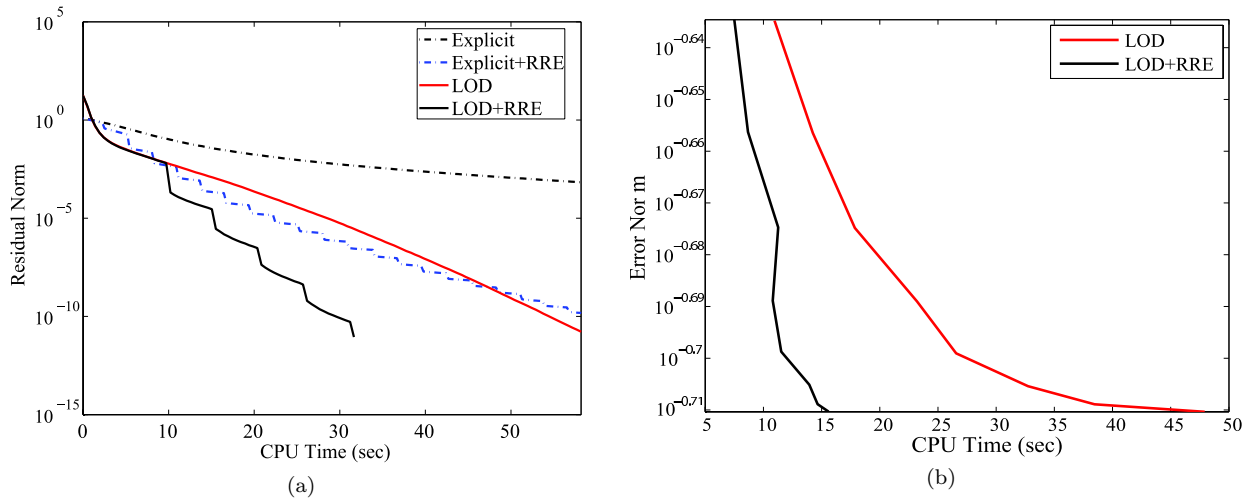 10^5
10^0
10^-5
10^-10
10^-15
Residual Norm
0 10 20 30 40 50
CPU Time (sec)
Explicit
Explicit+RRE
LOD
LOD+RRE
(a)
10^-0.64
10^-0.65
10^-0.66
10^-0.67
10^-0.68
10^-0.69
10^-0.7
10^-0.71
Error Nor m
5 10 15 20 25 30 35 40 45 50
CPU Time (sec)
LOD
LOD+RRE
(b)